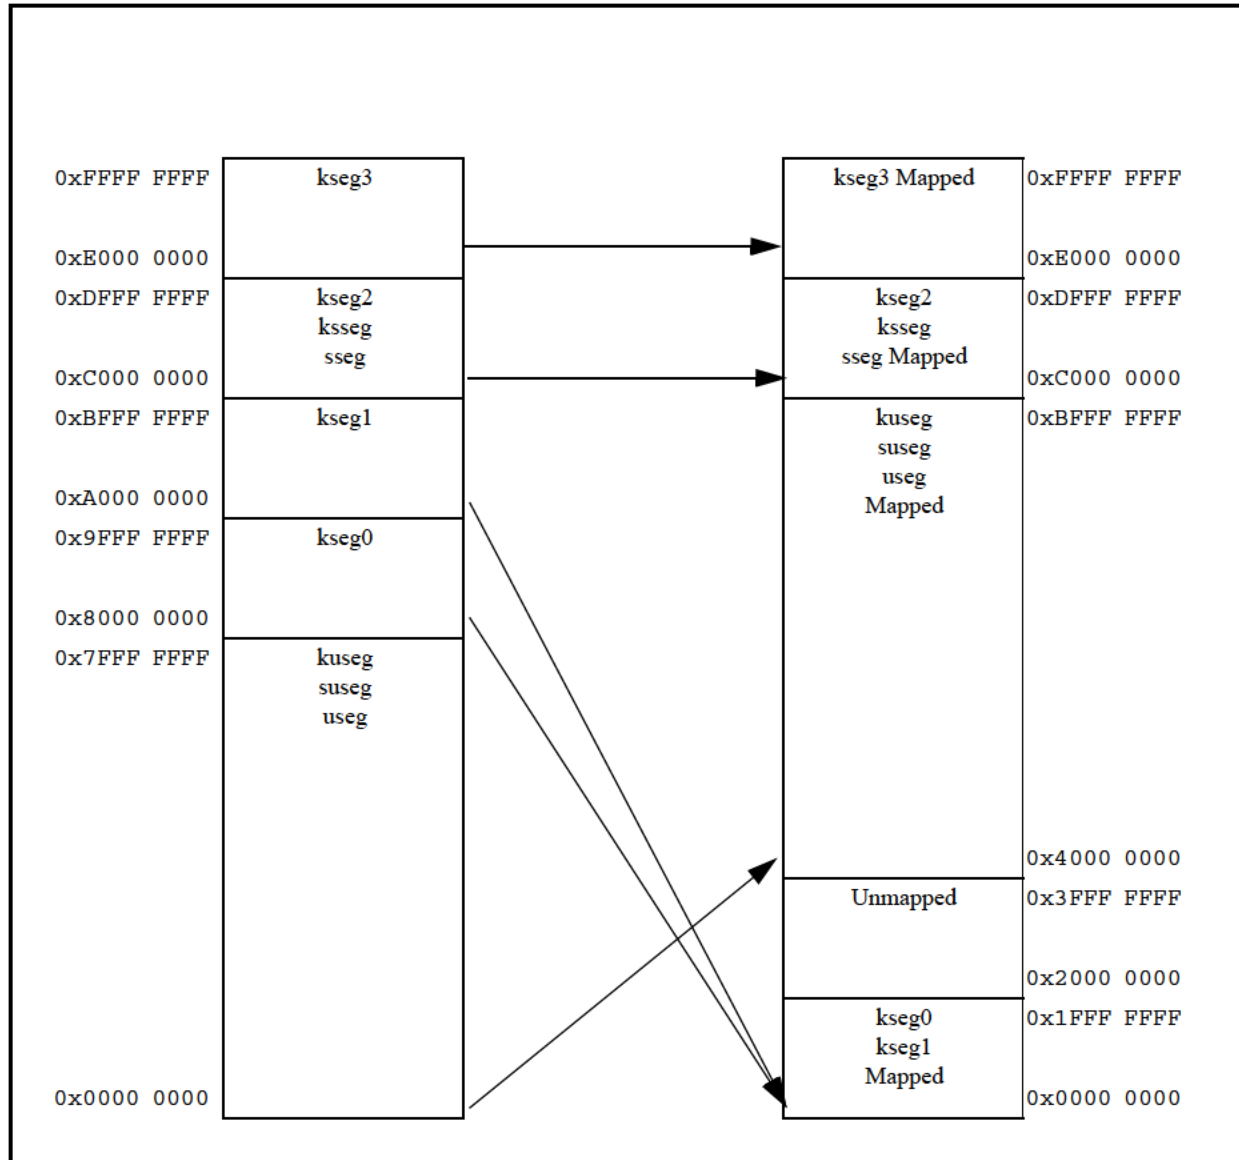 0xFFFF FFFF
kseg3
0xE000 0000
0xDFFF FFFF
kseg2
ksseg
sseg
0xC000 0000
0xBFFF FFFF
kseg1
0xA000 0000
0x9FFF FFFF
kseg0
0x8000 0000
0x7FFF FFFF
kuseg
suseg
useg
0x0000 0000
kseg3 Mapped
0xFFFF FFFF
0xE000 0000
kseg2
0xDFFF FFFF
ksseg
sseg Mapped
0xC000 0000
kuseg
0xBFFF FFFF
suseg
useg
Mapped
0x4000 0000
Unmapped
0x3FFF FFFF
0x2000 0000
kseg0
0x1FFF FFFF
kseg1
Mapped
0x0000 0000